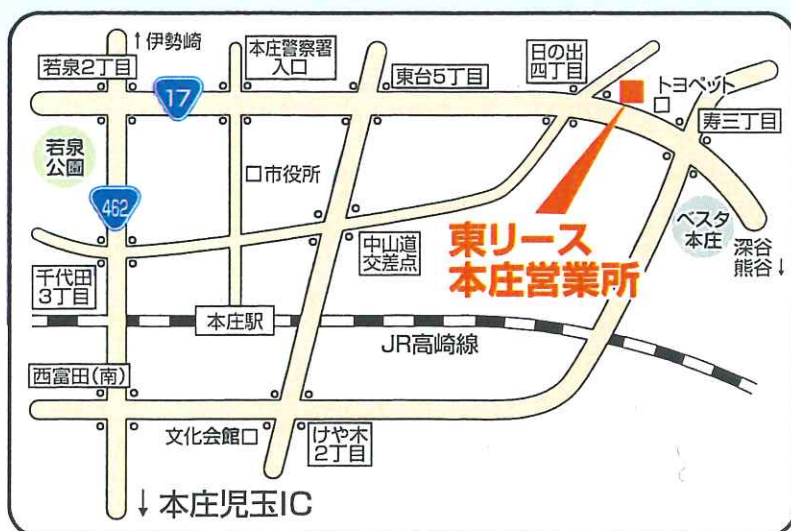 ↑伊勢崎
若泉2丁目
本庄警察署
入口
東台5丁目
日の出
四丁目
トヨペット
17
寿三丁目
若泉
公園
市役所
462
ベスタ
本庄
東リース
本庄営業所
中山道
交差点
深谷
熊谷↓
千代田
3丁目
本庄駅
JR高崎線
西富田(南)
文化会館
けや木
2丁目
↓本庄児玉IC